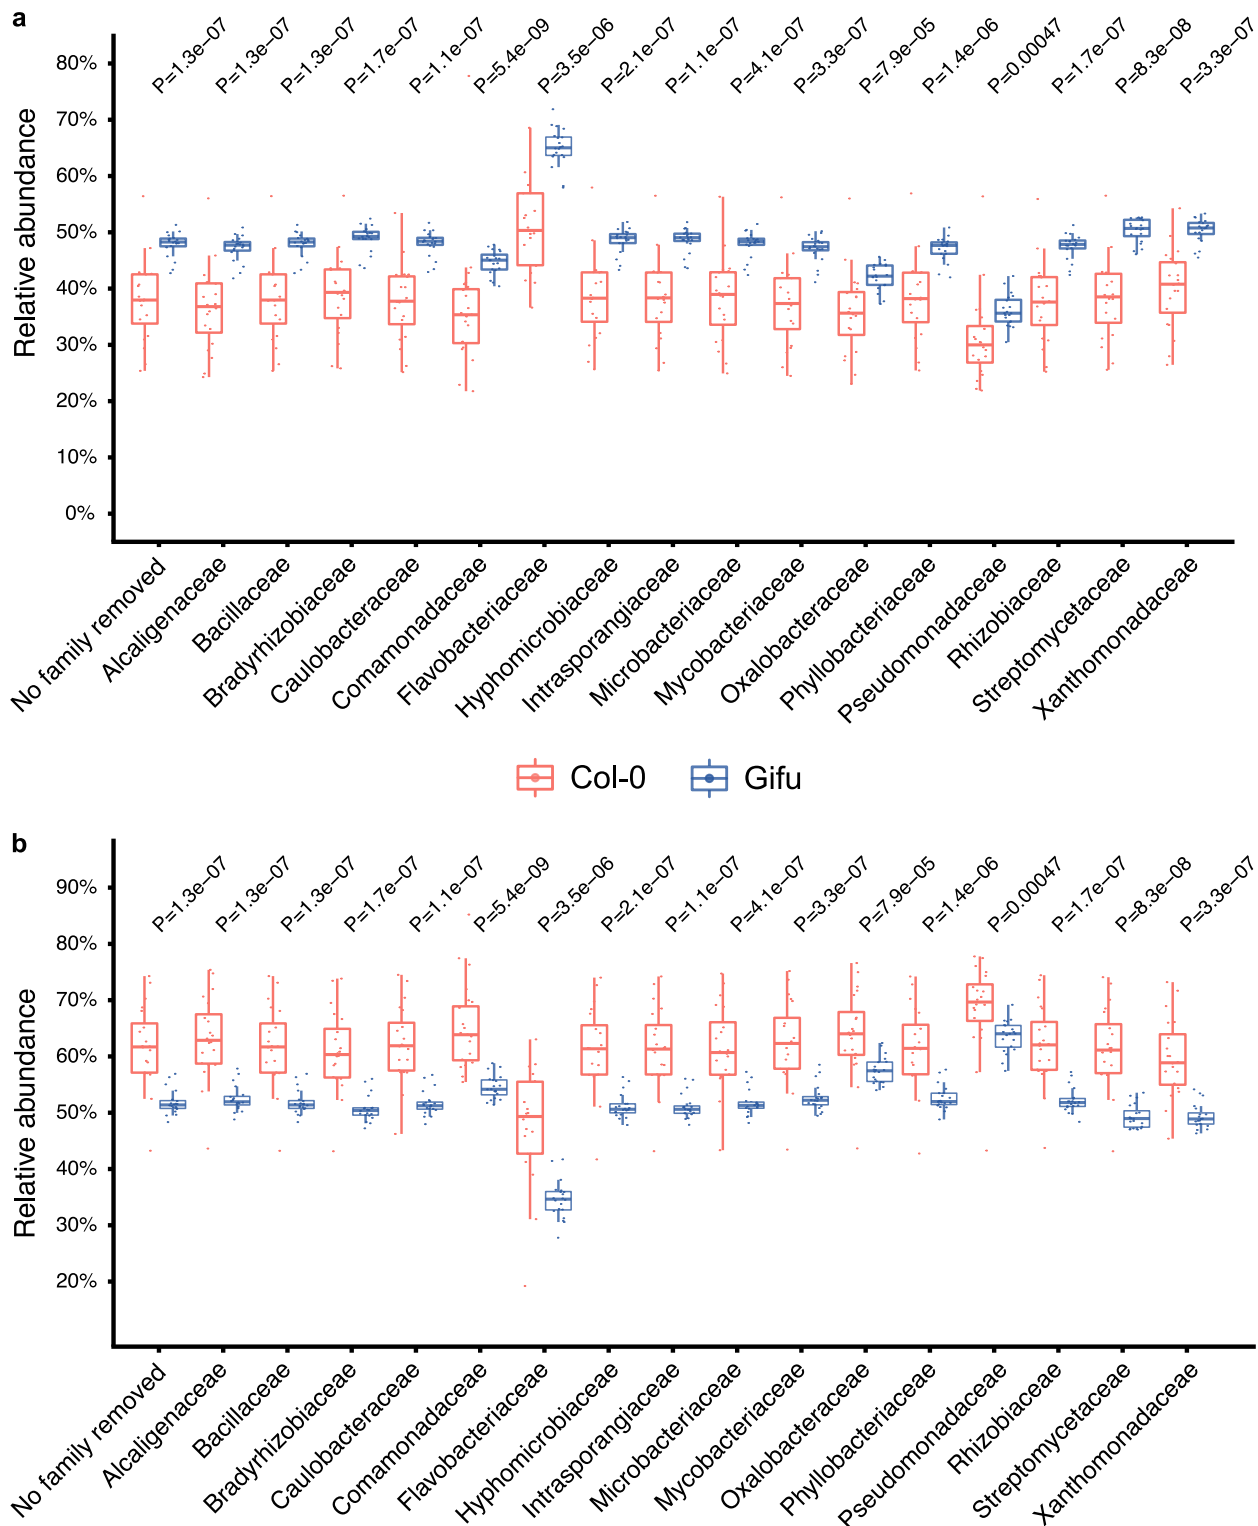 a
P=1.3e−07
P=1.3e−07
P=1.3e−07
P=1.7e−07
P=1.1e−07
P=5.4e−09
P=3.5e−06
P=2.1e−07
P=1.1e−07
P=4.1e−07
P=3.3e−07
P=7.9e−05
P=1.4e−06
P=0.00047
P=1.7e−07
P=8.3e−08
P=3.3e−07
Relative abundance
80%
70%
60%
50%
40%
30%
20%
10%
0%
No family removed
Alcaligenaceae
Bacillaceae
Bradyrhizobiaceae
Caulobacteraceae
Comamonadaceae
Flavobacteriaceae
Hyphomicrobiaceae
Intrasporangiaceae
Microbacteriaceae
Mycobacteriaceae
Oxalobacteraceae
Phyllobacteriaceae
Pseudomonadaceae
Rhizobiaceae
Streptomycetaceae
Xanthomonadaceae
Col-0
Gifu
b
P=1.3e−07
P=1.3e−07
P=1.3e−07
P=1.7e−07
P=1.1e−07
P=5.4e−09
P=3.5e−06
P=2.1e−07
P=1.1e−07
P=4.1e−07
P=3.3e−07
P=7.9e−05
P=1.4e−06
P=0.00047
P=1.7e−07
P=8.3e−08
P=3.3e−07
Relative abundance
90%
80%
70%
60%
50%
40%
30%
20%
No family removed
Alcaligenaceae
Bacillaceae
Bradyrhizobiaceae
Caulobacteraceae
Comamonadaceae
Flavobacteriaceae
Hyphomicrobiaceae
Intrasporangiaceae
Microbacteriaceae
Mycobacteriaceae
Oxalobacteraceae
Phyllobacteriaceae
Pseudomonadaceae
Rhizobiaceae
Streptomycetaceae
Xanthomonadaceae